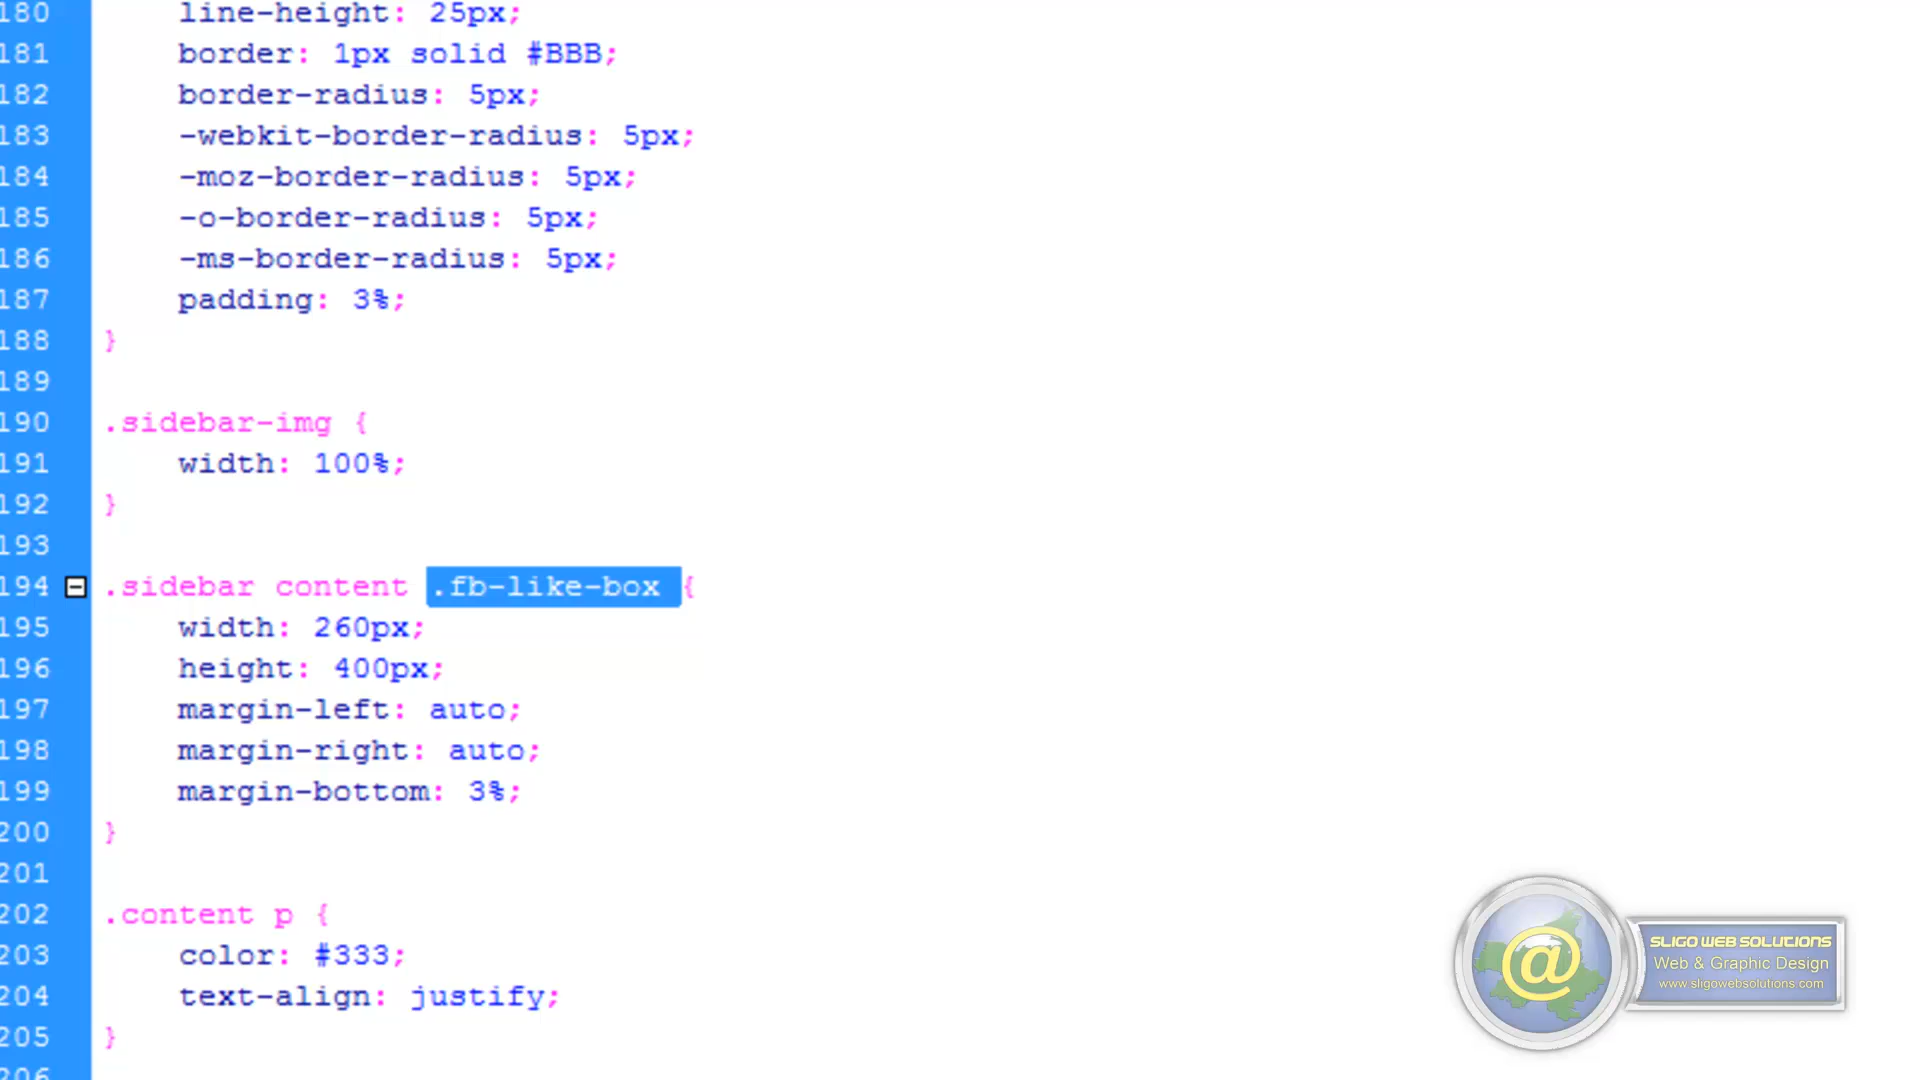 180 line-height: 25px;
181 border: 1px solid #BBB;
182 border-radius: 5px;
183 -webkit-border-radius: 5px;
184 -moz-border-radius: 5px;
185 -o-border-radius: 5px;
186 -ms-border-radius: 5px;
187 padding: 3%;
188 }
189
190 .sidebar-img {
191 width: 100%;
192 }
193
194 .sidebar content .fb-like-box {
195 width: 260px;
196 height: 400px;
197 margin-left: auto;
198 margin-right: auto;
199 margin-bottom: 3%;
200 }
201
202 .content p {
203 color: #333;
204 text-align: justify;
205 }
206
@
SLIGO WEB SOLUTIONS
Web & Graphic Design
www.sligowebsolutions.com